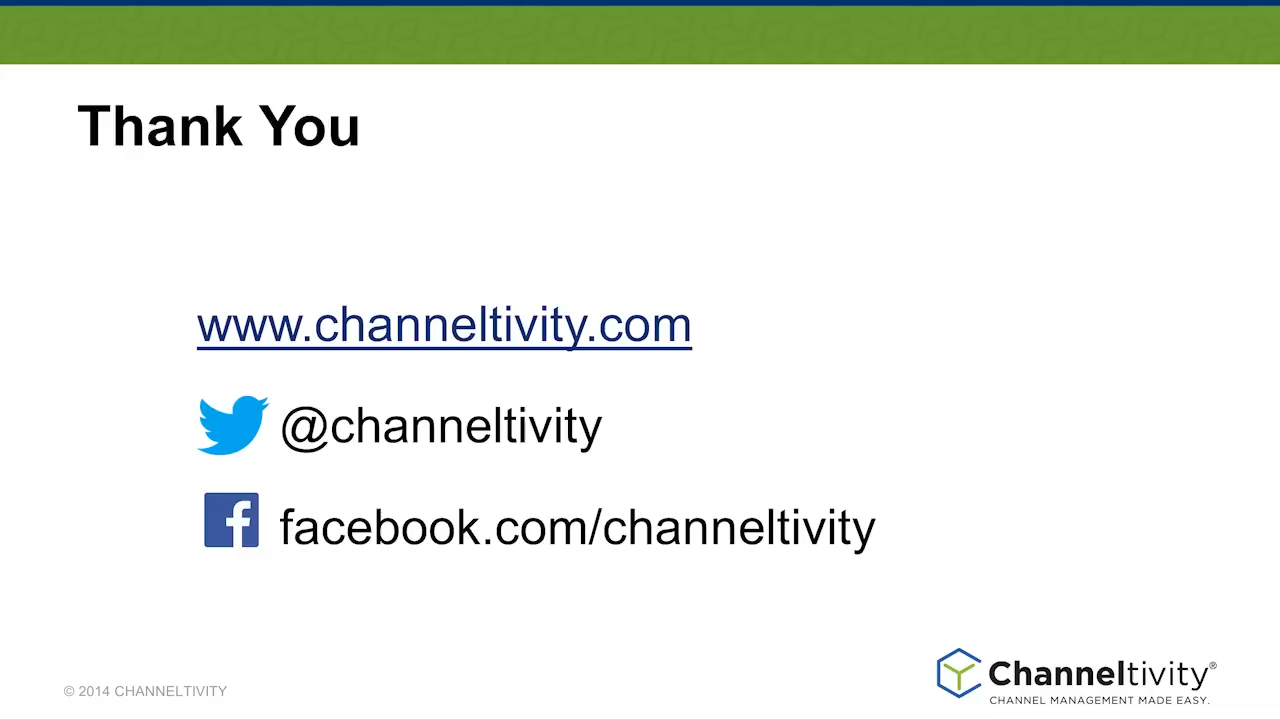 Thank You
www.channeltivity.com
@channeltivity
facebook.com/channeltivity
© 2014 CHANNELTIVITY
Channeltivity®
CHANNEL MANAGEMENT MADE EASY.